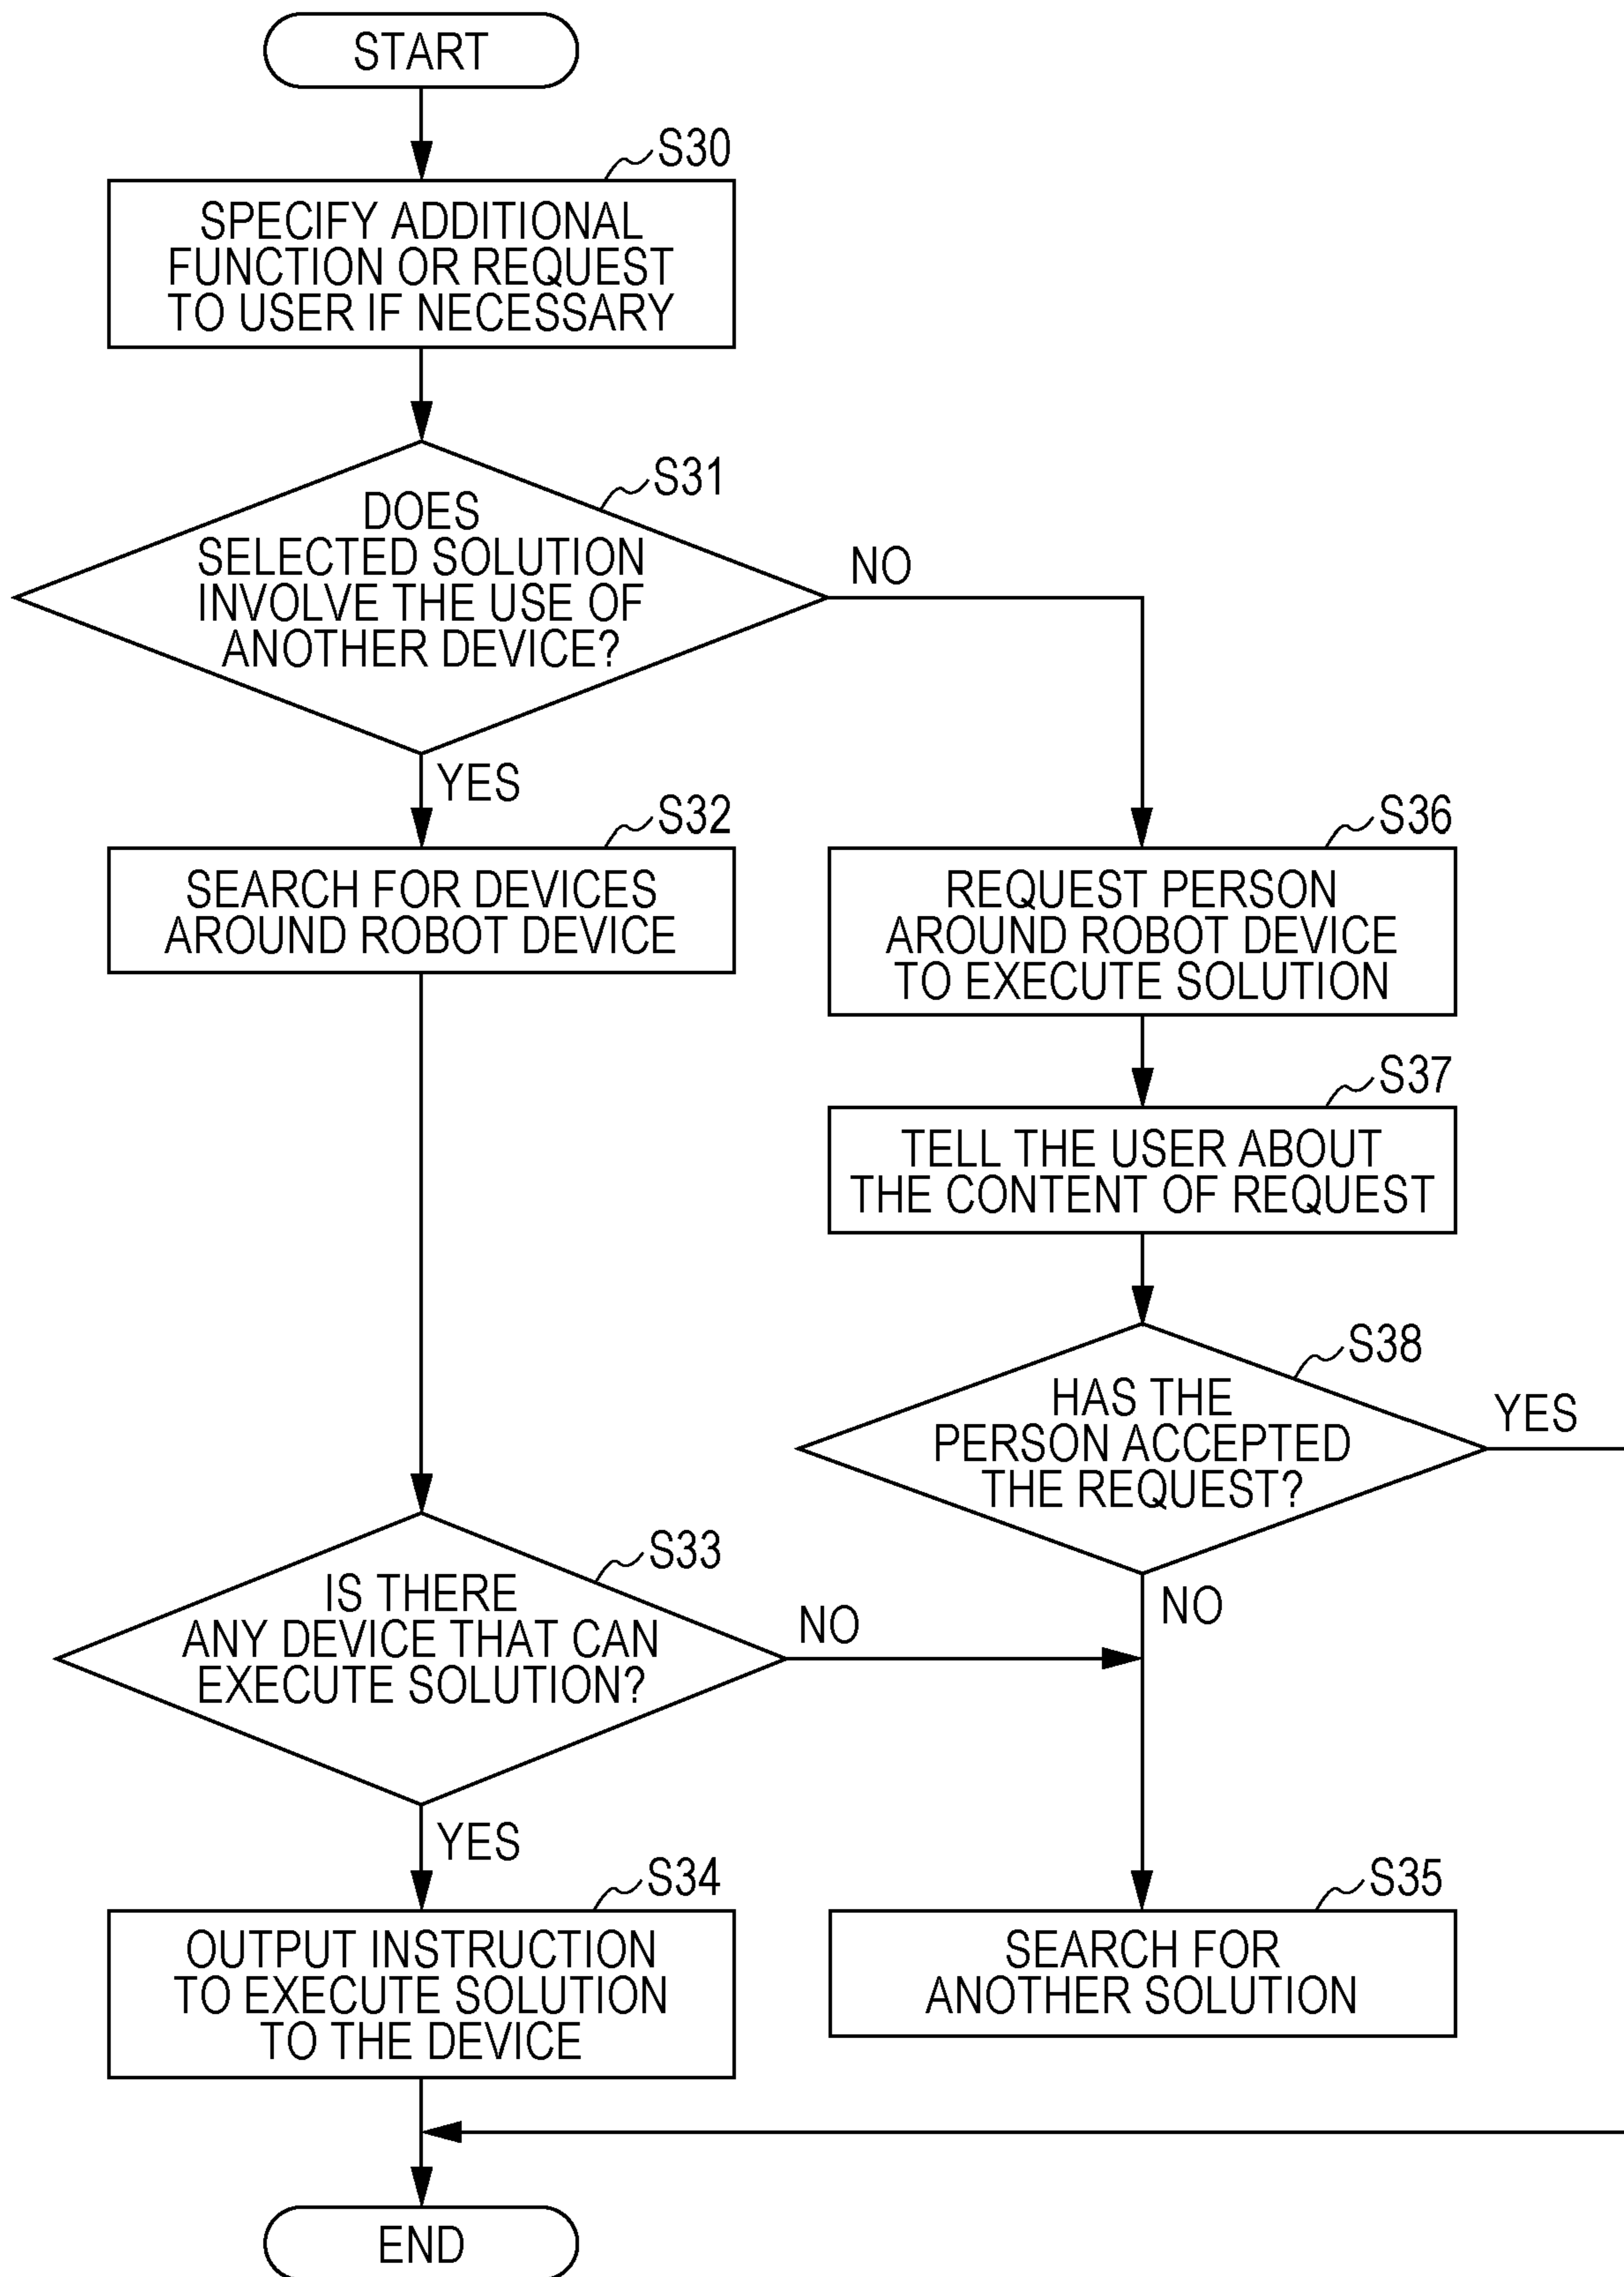 START
S30
SPECIFY ADDITIONAL
FUNCTION OR REQUEST
TO USER IF NECESSARY
S31
DOES
SELECTED SOLUTION
INVOLVE THE USE OF
ANOTHER DEVICE?
NO
YES
S32
SEARCH FOR DEVICES
AROUND ROBOT DEVICE
S36
REQUEST PERSON
AROUND ROBOT DEVICE
TO EXECUTE SOLUTION
S37
TELL THE USER ABOUT
THE CONTENT OF REQUEST
S38
HAS THE
PERSON ACCEPTED
THE REQUEST?
YES
NO
S33
IS THERE
ANY DEVICE THAT CAN
EXECUTE SOLUTION?
NO
YES
S34
OUTPUT INSTRUCTION
TO EXECUTE SOLUTION
TO THE DEVICE
S35
SEARCH FOR
ANOTHER SOLUTION
END